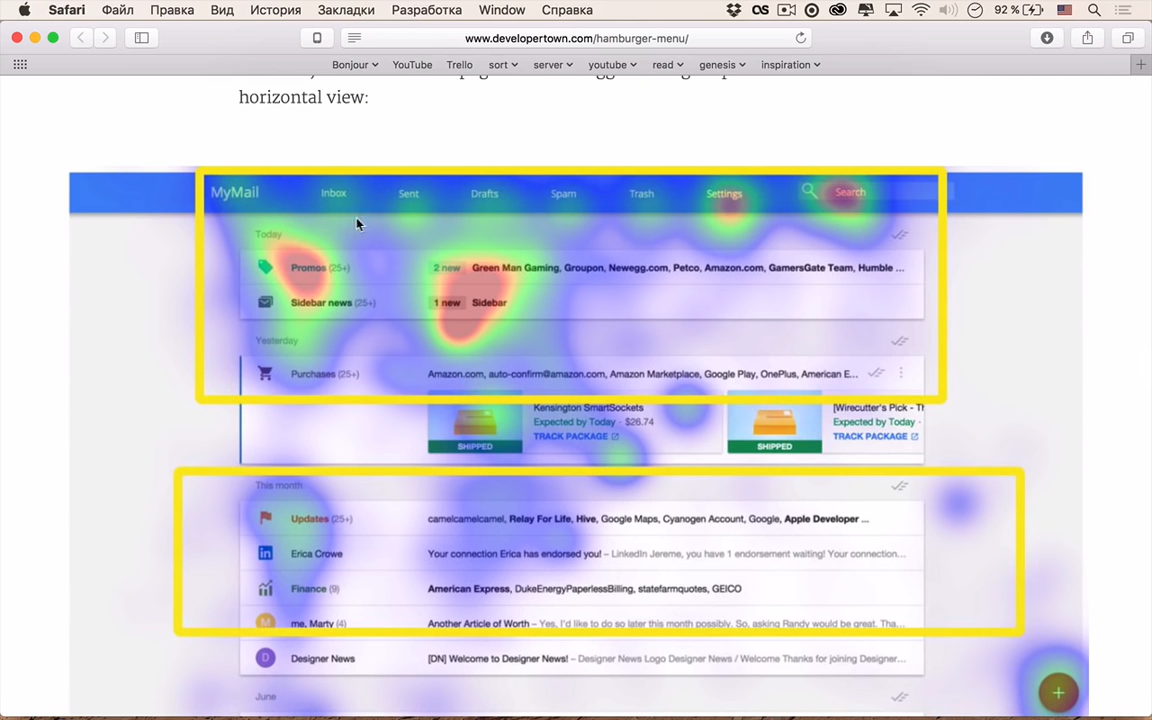 Safari Файл Правка Вид История Закладки Разработка Window Справка 92 %
www.developertown.com/hamburger-menu/
Bonjour YouTube Trello sort server youtube read genesis inspiration
horizontal view:
MyMail Inbox Sent Drafts Spam Trash Settings Search
Today
Promos (25+) 2 new Green Man Gaming, Groupon, Newegg.com, Petco, Amazon.com, GamersGate Team, Humble ...
Sidebar news (25+) 1 new Sidebar
Yesterday
Purchases (25+) Amazon.com, auto-confirm@amazon.com, Amazon Marketplace, Google Play, OnePlus, American E...
Kensington SmartSockets [Wirecutter's Pick - Th
Expected by Today · $26.74 Expected by Today ·
TRACK PACKAGE TRACK PACKAGE
SHIPPED SHIPPED
This month
Updates (25+) camelcamelcamel, Relay For Life, Hive, Google Maps, Cyanogen Account, Google, Apple Developer ...
Erica Crowe Your connection Erica has endorsed you! – LinkedIn Jereme, you have 1 endorsement waiting! Your connection...
Finance (9) American Express, DukeEnergyPaperlessBilling, statefarmquotes, GEICO
M me, Marty (4) Another Article of Worth – Yes, I'd like to do so later this month possibly. So, asking Randy would be great. Tha...
D Designer News [DN] Welcome to Designer News! – Designer News Logo Designer News / Welcome Thanks for joining Designer...
June